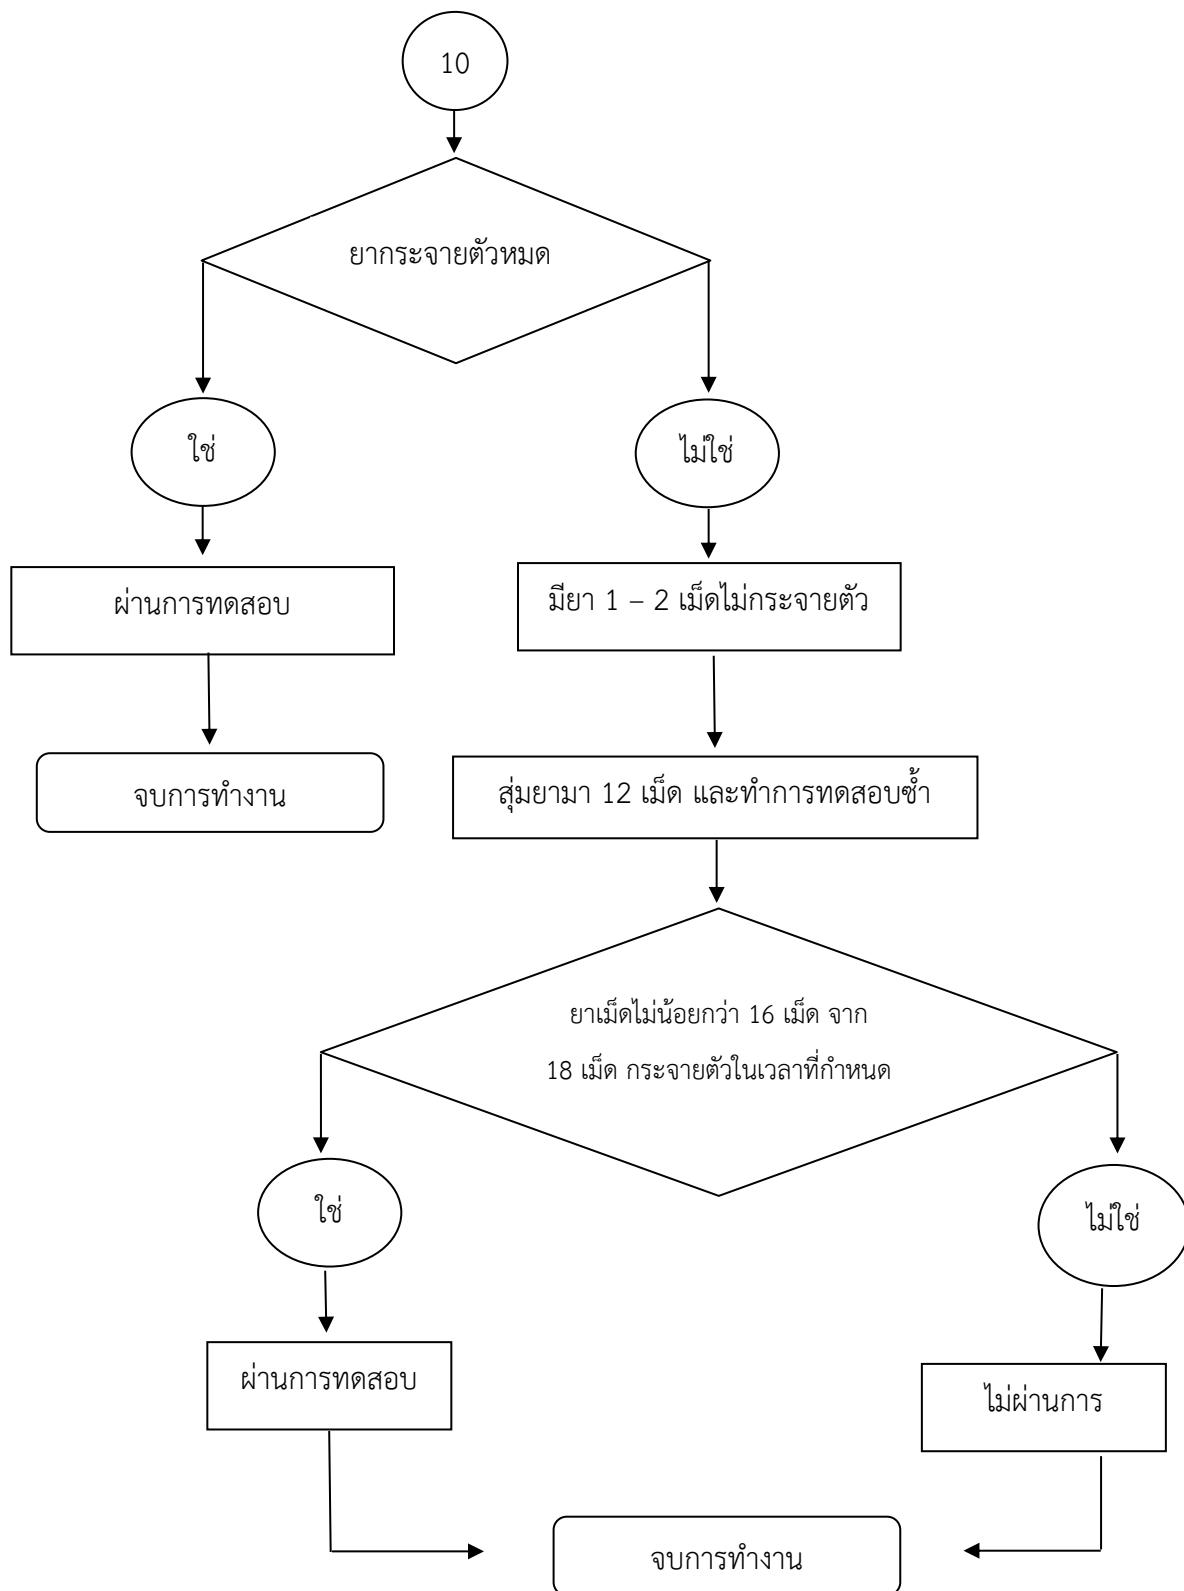 10
ยากระจายตัวหมด
ใช่
ไม่ใช่
ผ่านการทดสอบ
มียา 1 – 2 เม็ดไม่กระจายตัว
จบการทำงาน
สุ่มยามา 12 เม็ด และทำการทดสอบซ้ำ
ยาเม็ดไม่น้อยกว่า 16 เม็ด จาก
18 เม็ด กระจายตัวในเวลาที่กำหนด
ใช่
ไม่ใช่
ผ่านการทดสอบ
ไม่ผ่านการ
จบการทำงาน